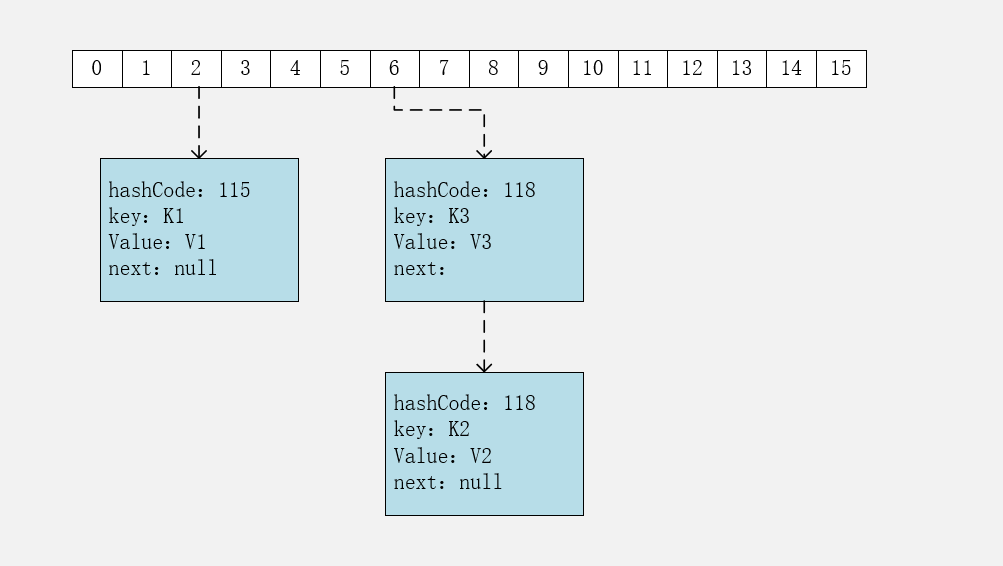 0 1 2 3 4 5 6 7 8 9 10 11 12 13 14 15
hashCode: 115
key: K1
Value: V1
next: null
hashCode: 118
key: K3
Value: V3
next:
hashCode: 118
key: K2
Value: V2
next: null